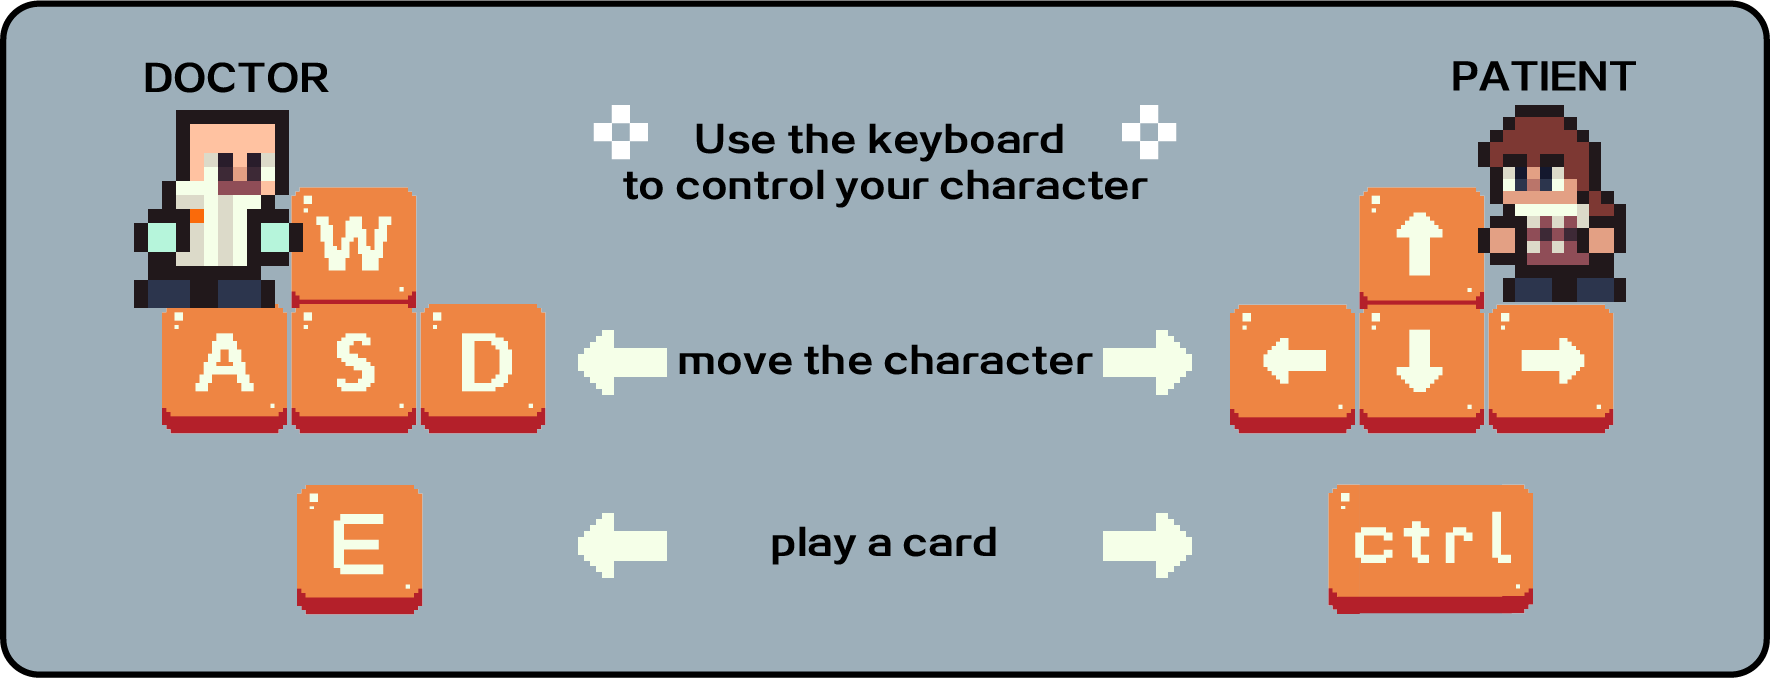 DOCTOR
PATIENT
Use the keyboard
to control your character
W
A S D
move the character
E
play a card
ctrl